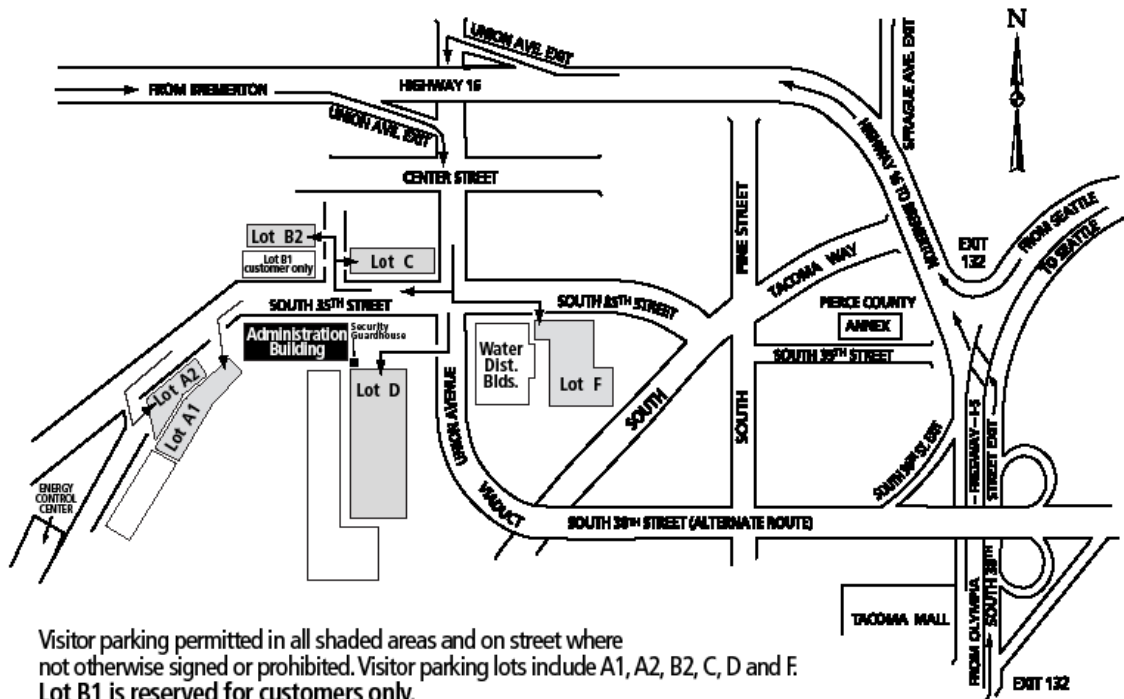 N
UNION AVE. EXIT
SPRAGUE AVE. EXIT
HIGHWAY 16
FROM BREMERTON
UNION AVE. EXIT
HIGHWAY 16 TO BREMERTON
CENTER STREET
PINE STREET
FROM SEATTLE
TO SEATTLE
EXIT
132
Lot B2
Lot B1
customer only
Lot C
TACOMA WAY
SOUTH 35TH STREET
SOUTH 35TH STREET
PIERCE COUNTY
ANNEX
Administration
Building
Security
Guardhouse
Water
Dist.
Blds.
SOUTH 39TH STREET
Lot A2
Lot A1
Lot D
Lot F
UNION AVENUE
SOUTH
SOUTH
SOUTH 38TH ST. EXIT
FREEWAY I-5
STREET EXIT
ENERGY
CONTROL
CENTER
VIADUCT
SOUTH 38TH STREET (ALTERNATE ROUTE)
TACOMA MALL
FROM OLYMPIA
SOUTH 38TH
EXIT 132
Visitor parking permitted in all shaded areas and on street where
not otherwise signed or prohibited. Visitor parking lots include A1, A2, B2, C, D and F.
Lot B1 is reserved for customers only.